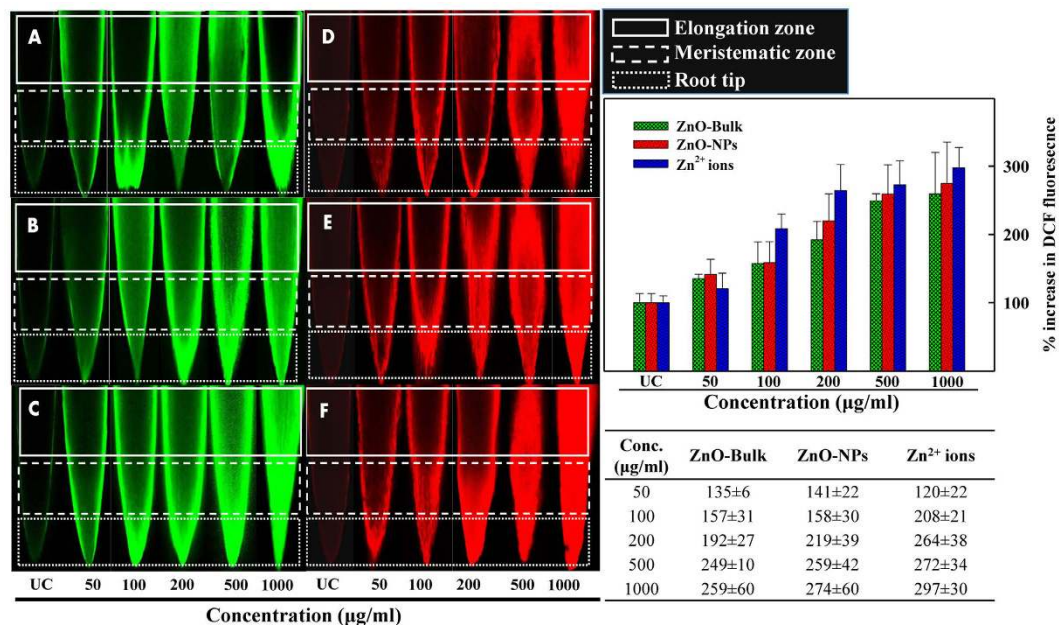 A
D
B
E
C
F
UC 50 100 200 500 1000 UC 50 100 200 500 1000
Concentration (μg/ml)
Elongation zone
Meristematic zone
Root tip
ZnO-Bulk
ZnO-NPs
Zn²⁺ ions
300
200
100
% increase in DCF fluoresecnce
UC 50 100 200 500 1000
Concentration (μg/ml)
Conc. (μg/ml) ZnO-Bulk ZnO-NPs Zn²⁺ ions
50 135±6 141±22 120±22
100 157±31 158±30 208±21
200 192±27 219±39 264±38
500 249±10 259±42 272±34
1000 259±60 274±60 297±30